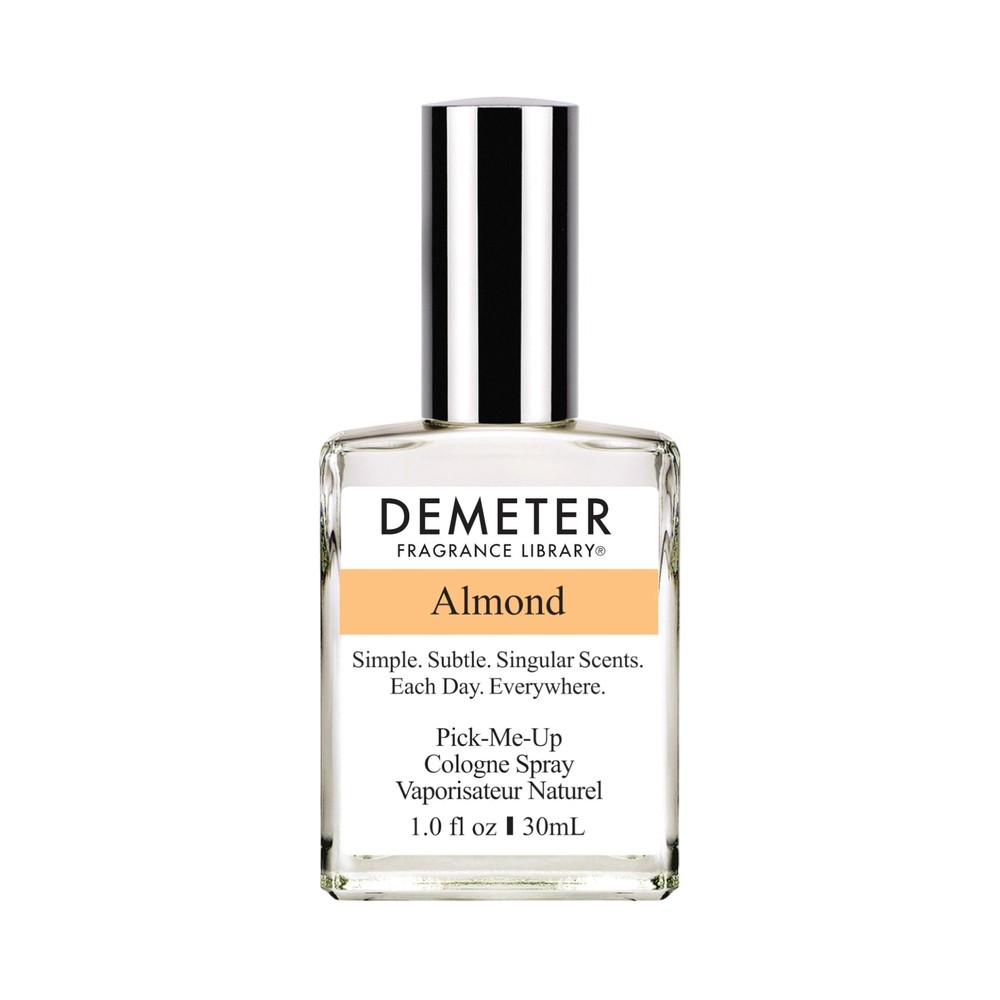 DEMETER
FRAGRANCE LIBRARY®
Almond
Simple. Subtle. Singular Scents.
Each Day. Everywhere.
Pick-Me-Up
Cologne Spray
Vaporisateur Naturel
1.0 fl oz ❚ 30mL